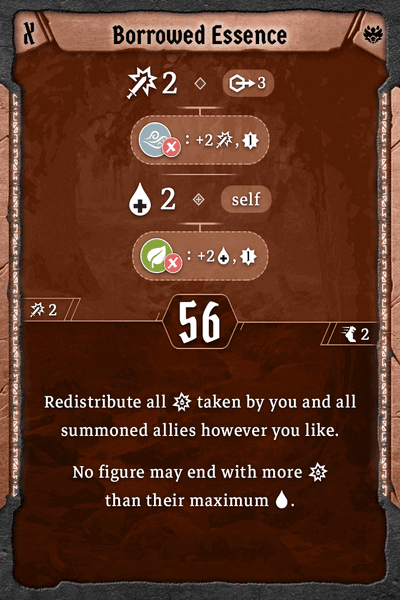 X
Borrowed Essence
2 3
: +2 ,
2 self
: +2 ,
2
56
2
Redistribute all taken by you and all
summoned allies however you like.
No figure may end with more
than their maximum .